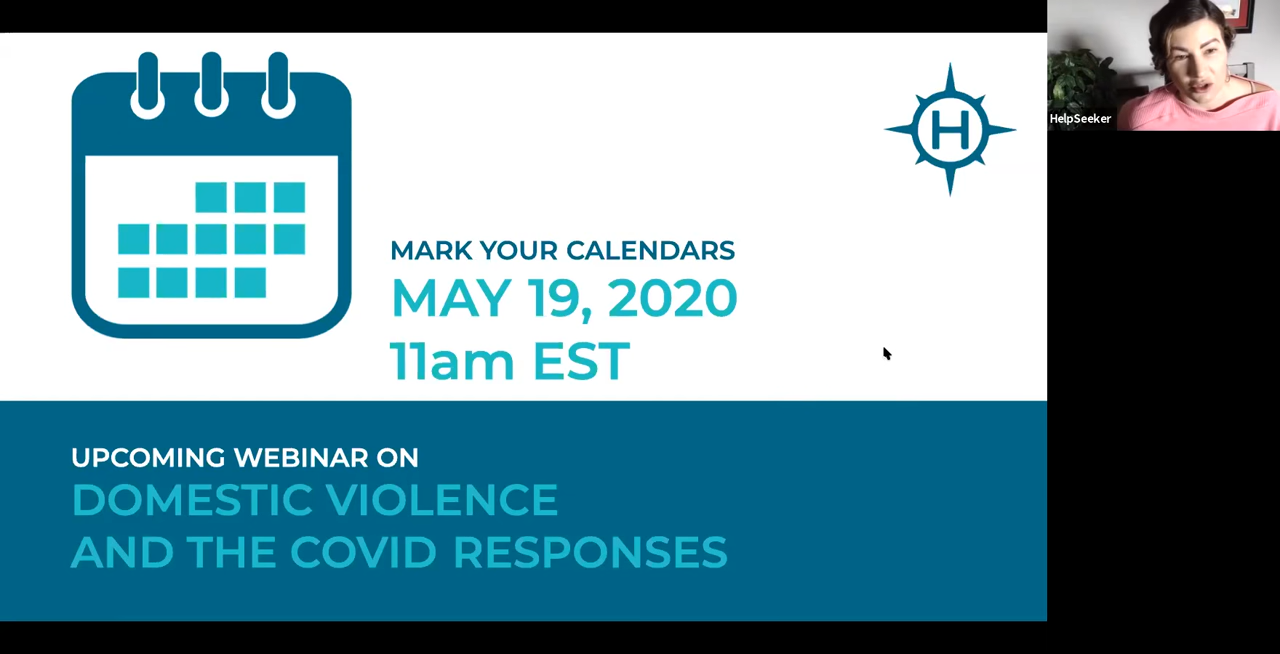 H
HelpSeeker
MARK YOUR CALENDARS
MAY 19, 2020
11am EST
UPCOMING WEBINAR ON
DOMESTIC VIOLENCE
AND THE COVID RESPONSES